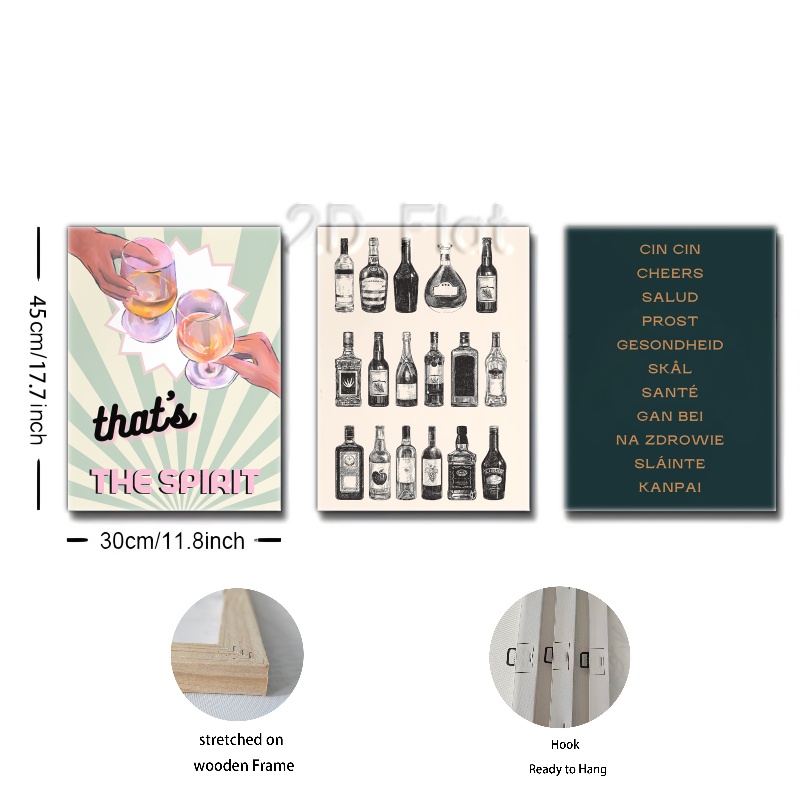 2D Flat
45cm/17.7inch
that's
THE SPIRIT
CIN CIN
CHEERS
SALUD
PROST
GESONDHEID
SKÅL
SANTÉ
GAN BEI
NA ZDROWIE
SLÁINTE
KANPAI
30cm/11.8inch
stretched on
wooden Frame
Hook
Ready to Hang